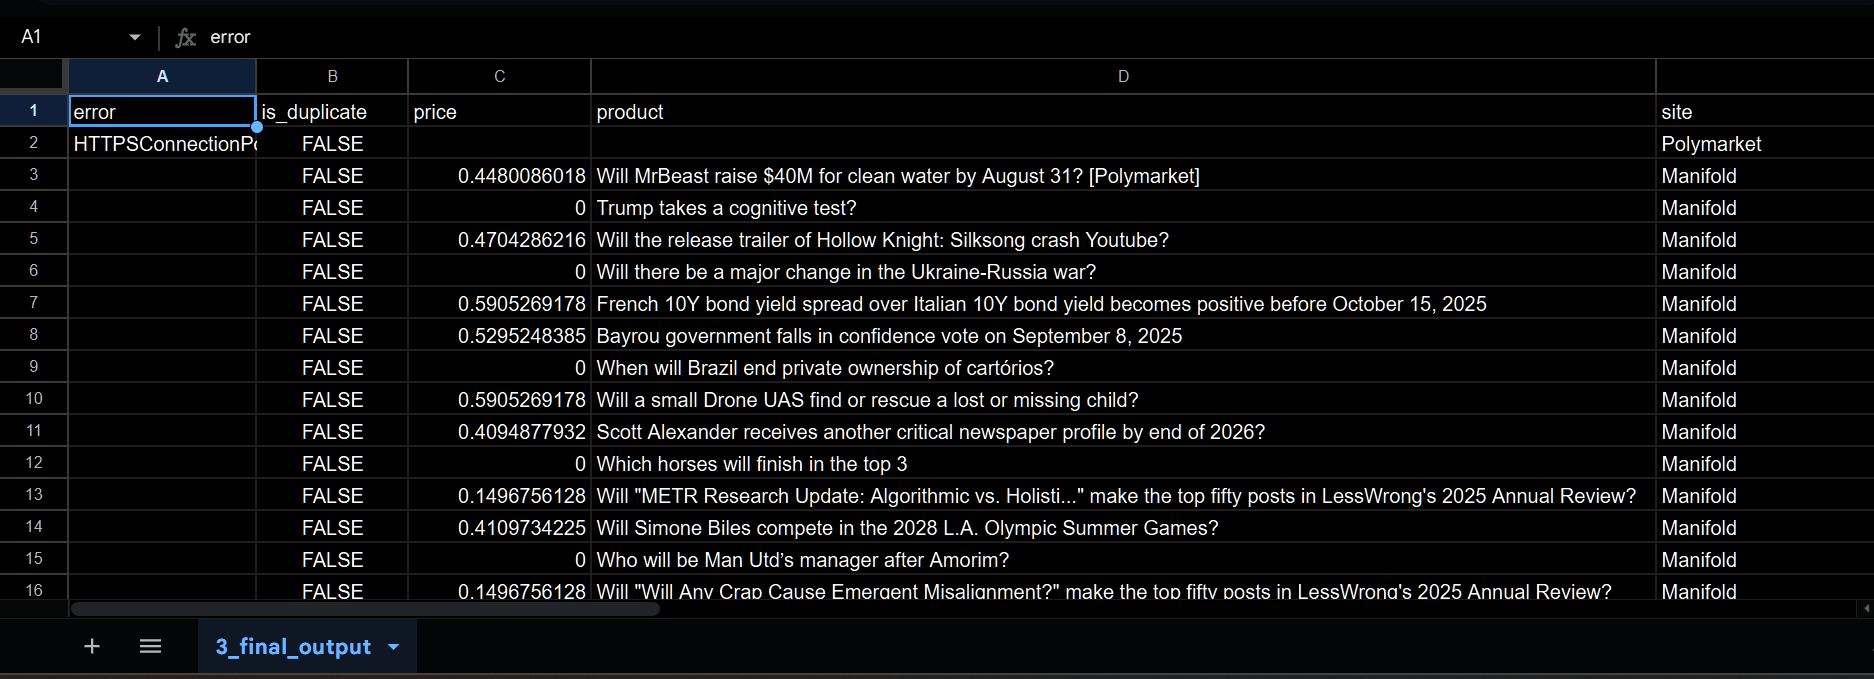 A1 fx error
A B C D
1 error is_duplicate price product site
2 HTTPSConnectionPo FALSE Polymarket
3 FALSE 0.4480086018 Will MrBeast raise $40M for clean water by August 31? [Polymarket] Manifold
4 FALSE 0 Trump takes a cognitive test? Manifold
5 FALSE 0.4704286216 Will the release trailer of Hollow Knight: Silksong crash Youtube? Manifold
6 FALSE 0 Will there be a major change in the Ukraine-Russia war? Manifold
7 FALSE 0.5905269178 French 10Y bond yield spread over Italian 10Y bond yield becomes positive before October 15, 2025 Manifold
8 FALSE 0.5295248385 Bayrou government falls in confidence vote on September 8, 2025 Manifold
9 FALSE 0 When will Brazil end private ownership of cartórios? Manifold
10 FALSE 0.5905269178 Will a small Drone UAS find or rescue a lost or missing child? Manifold
11 FALSE 0.4094877932 Scott Alexander receives another critical newspaper profile by end of 2026? Manifold
12 FALSE 0 Which horses will finish in the top 3 Manifold
13 FALSE 0.1496756128 Will "METR Research Update: Algorithmic vs. Holisti..." make the top fifty posts in LessWrong's 2025 Annual Review? Manifold
14 FALSE 0.4109734225 Will Simone Biles compete in the 2028 L.A. Olympic Summer Games? Manifold
15 FALSE 0 Who will be Man Utd’s manager after Amorim? Manifold
16 FALSE 0.1496756128 Will "Will Any Crap Cause Emergent Misalignment?" make the top fifty posts in LessWrong's 2025 Annual Review? Manifold
3_final_output